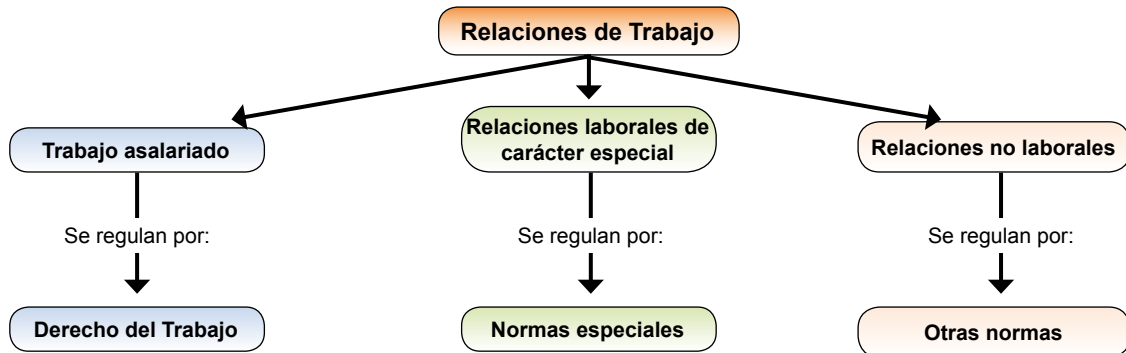 Relaciones de Trabajo
Trabajo asalariado
Relaciones laborales de
carácter especial
Relaciones no laborales
Se regulan por:
Se regulan por:
Se regulan por:
Derecho del Trabajo
Normas especiales
Otras normas